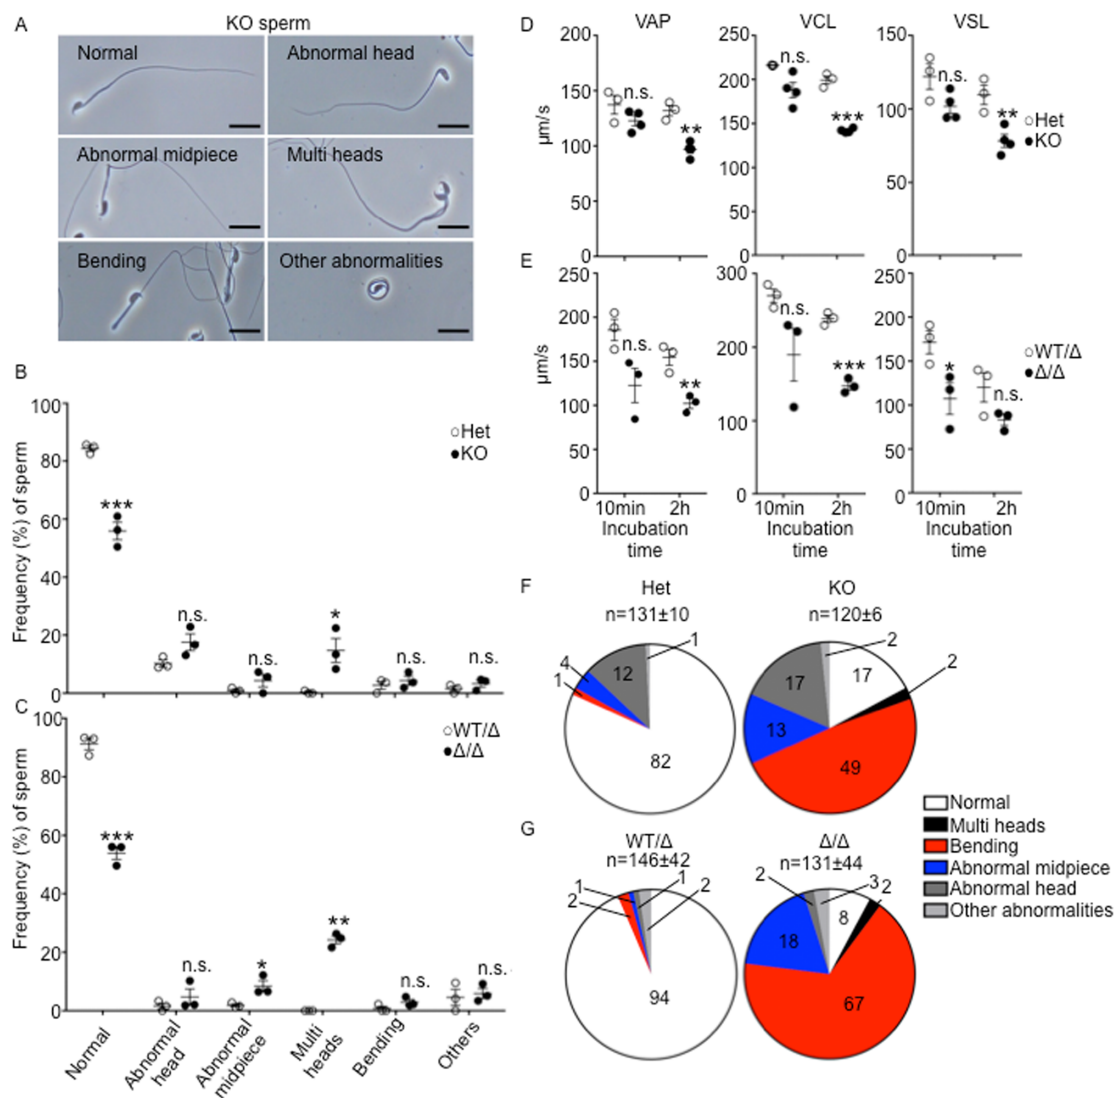 A
KO sperm
Normal
Abnormal head
Abnormal midpiece
Multi heads
Bending
Other abnormalities
B
Frequency (%) of sperm
100
80
60
40
20
0
Het
KO
***
n.s.
n.s.
*
n.s.
n.s.
C
Frequency (%) of sperm
100
80
60
40
20
0
WT/Δ
Δ/Δ
***
n.s.
*
**
n.s.
n.s.
Normal
Abnormal
head
Abnormal
midpiece
Multi
heads
Bending
Others
D
VAP
VCL
VSL
μm/s
200
150
100
50
0
n.s.
**
250
200
150
100
50
0
n.s.
***
150
100
50
0
n.s.
**
Het
KO
E
μm/s
250
200
150
100
50
0
n.s.
**
300
200
100
0
n.s.
***
250
200
150
100
50
0
*
n.s.
WT/Δ
Δ/Δ
10min 2h
Incubation
time
10min 2h
Incubation
time
10min 2h
Incubation
time
F
Het
n=131±10
1
12
4
1
82
KO
n=120±6
2
17
17
2
13
49
G
WT/Δ
n=146±42
1
1
2
2
94
Δ/Δ
n=131±44
2
3
2
8
18
67
Normal
Multi heads
Bending
Abnormal midpiece
Abnormal head
Other abnormalities